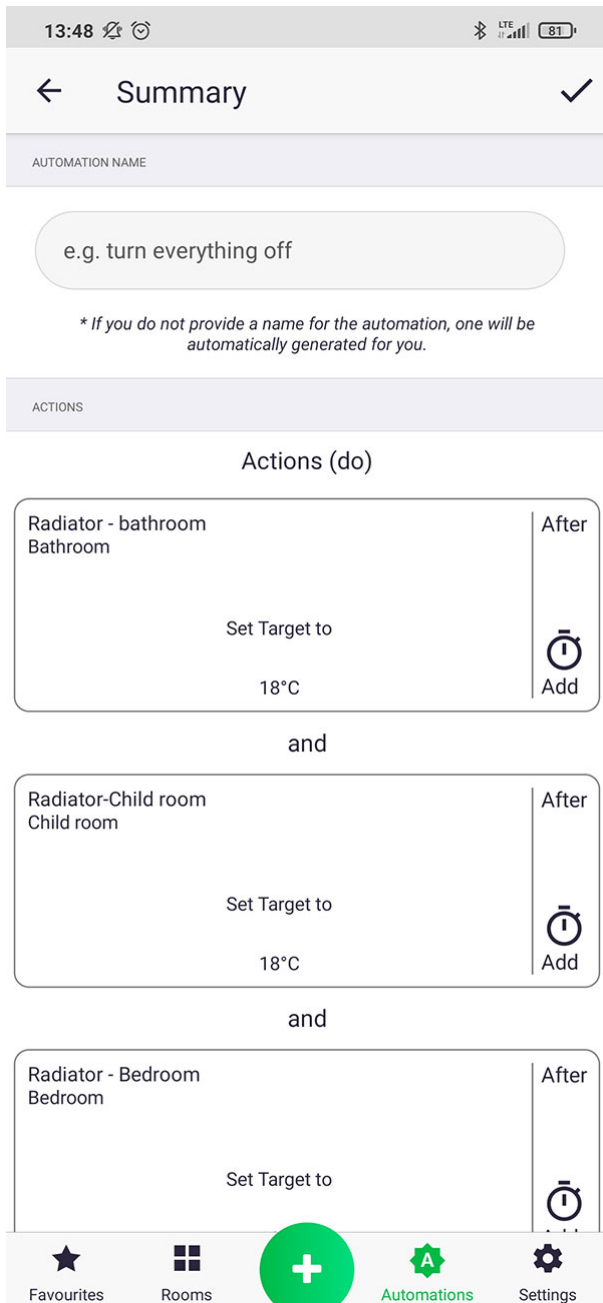 13:48
LTE
81
Summary
AUTOMATION NAME
e.g. turn everything off
* If you do not provide a name for the automation, one will be
automatically generated for you.
ACTIONS
Actions (do)
Radiator - bathroom
After
Bathroom
Set Target to
18°C
Add
and
Radiator-Child room
After
Child room
Set Target to
18°C
Add
and
Radiator - Bedroom
After
Bedroom
Set Target to
A
Favourites
Rooms
Automations
Settings